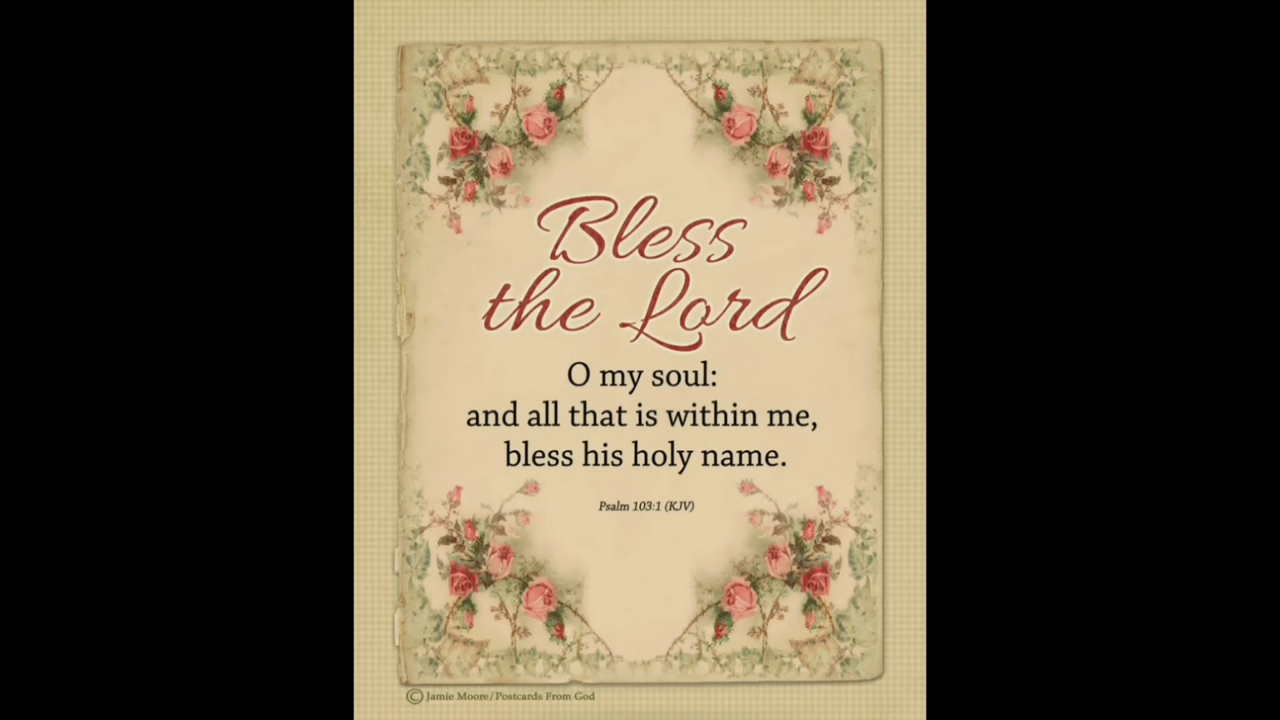 Bless
the Lord
O my soul:
and all that is within me,
bless his holy name.
Psalm 103:1 (KJV)
© Jamie Moore/Postcards From God